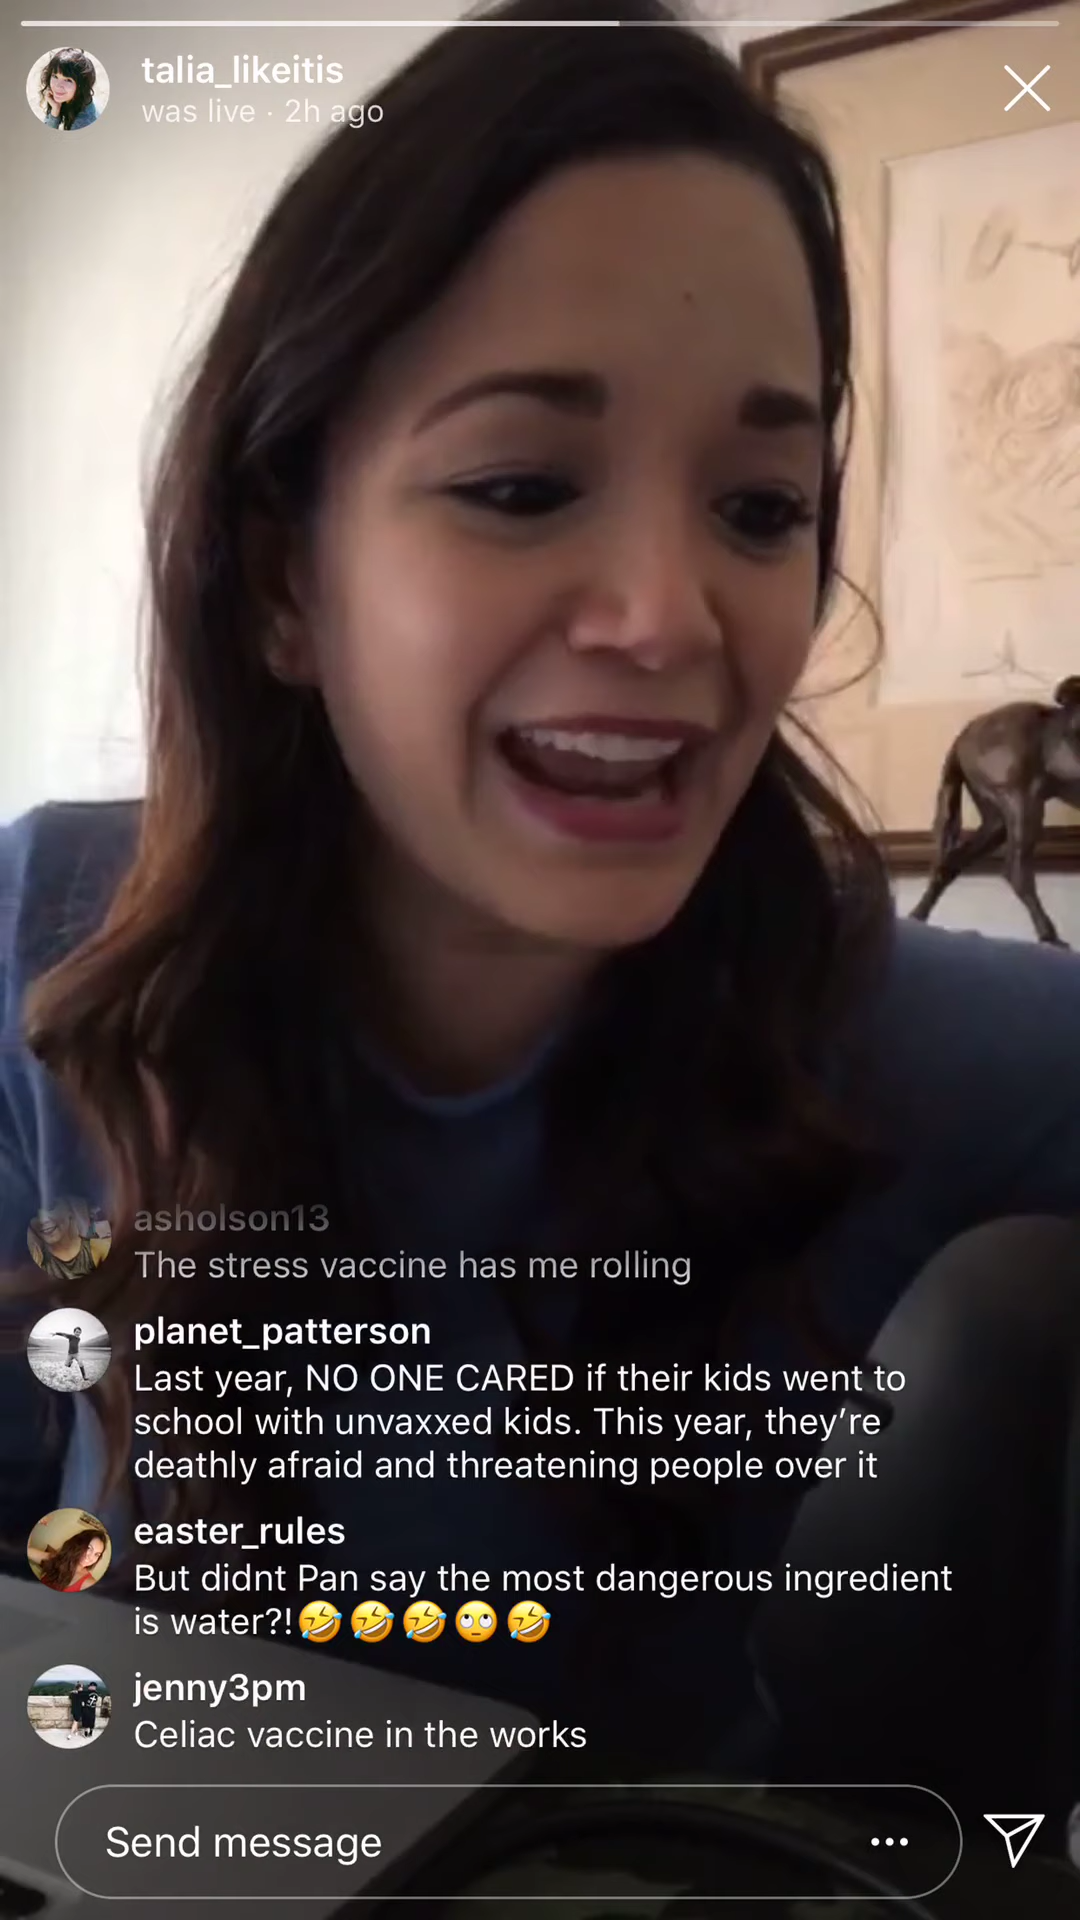 talia_likeitis
was live · 2h ago
asholson13
The stress vaccine has me rolling
planet_patterson
Last year, NO ONE CARED if their kids went to
school with unvaxxed kids. This year, they’re
deathly afraid and threatening people over it
easter_rules
But didnt Pan say the most dangerous ingredient
is water?!🤣🤣🤣🙄🤣
jenny3pm
Celiac vaccine in the works
Send message